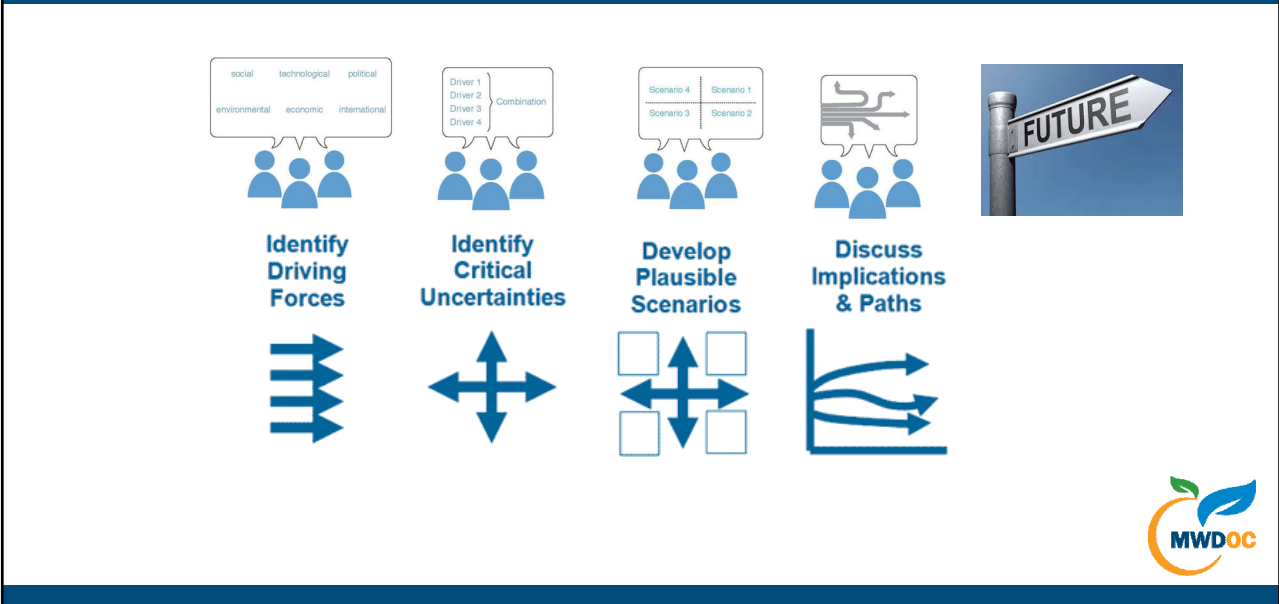 social technological political
environmental economic international
Driver 1
Driver 2
Driver 3
Driver 4
Combination
Scenario 4 Scenario 1
Scenario 3 Scenario 2
FUTURE
Identify
Driving
Forces
Identify
Critical
Uncertainties
Develop
Plausible
Scenarios
Discuss
Implications
& Paths
MWDOC